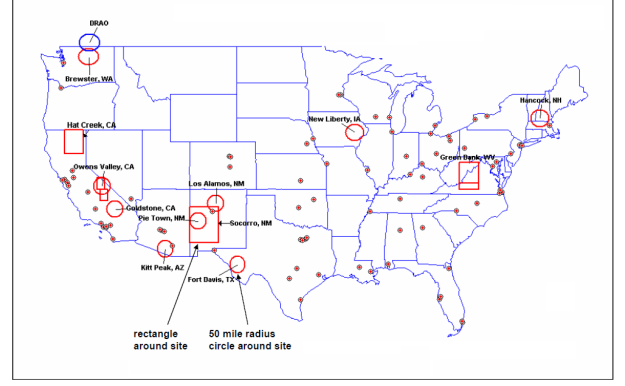 DRAO
Brewster, WA
Hat Creek, CA
Hancock, NH
New Liberty, IA
Green Bank, WV
Owens Valley, CA
Los Alamos, NM
Goldstone, CA
Pie Town, NM
Socorro, NM
Kitt Peak, AZ
Fort Davis, TX
rectangle
around site
50 mile radius
circle around site